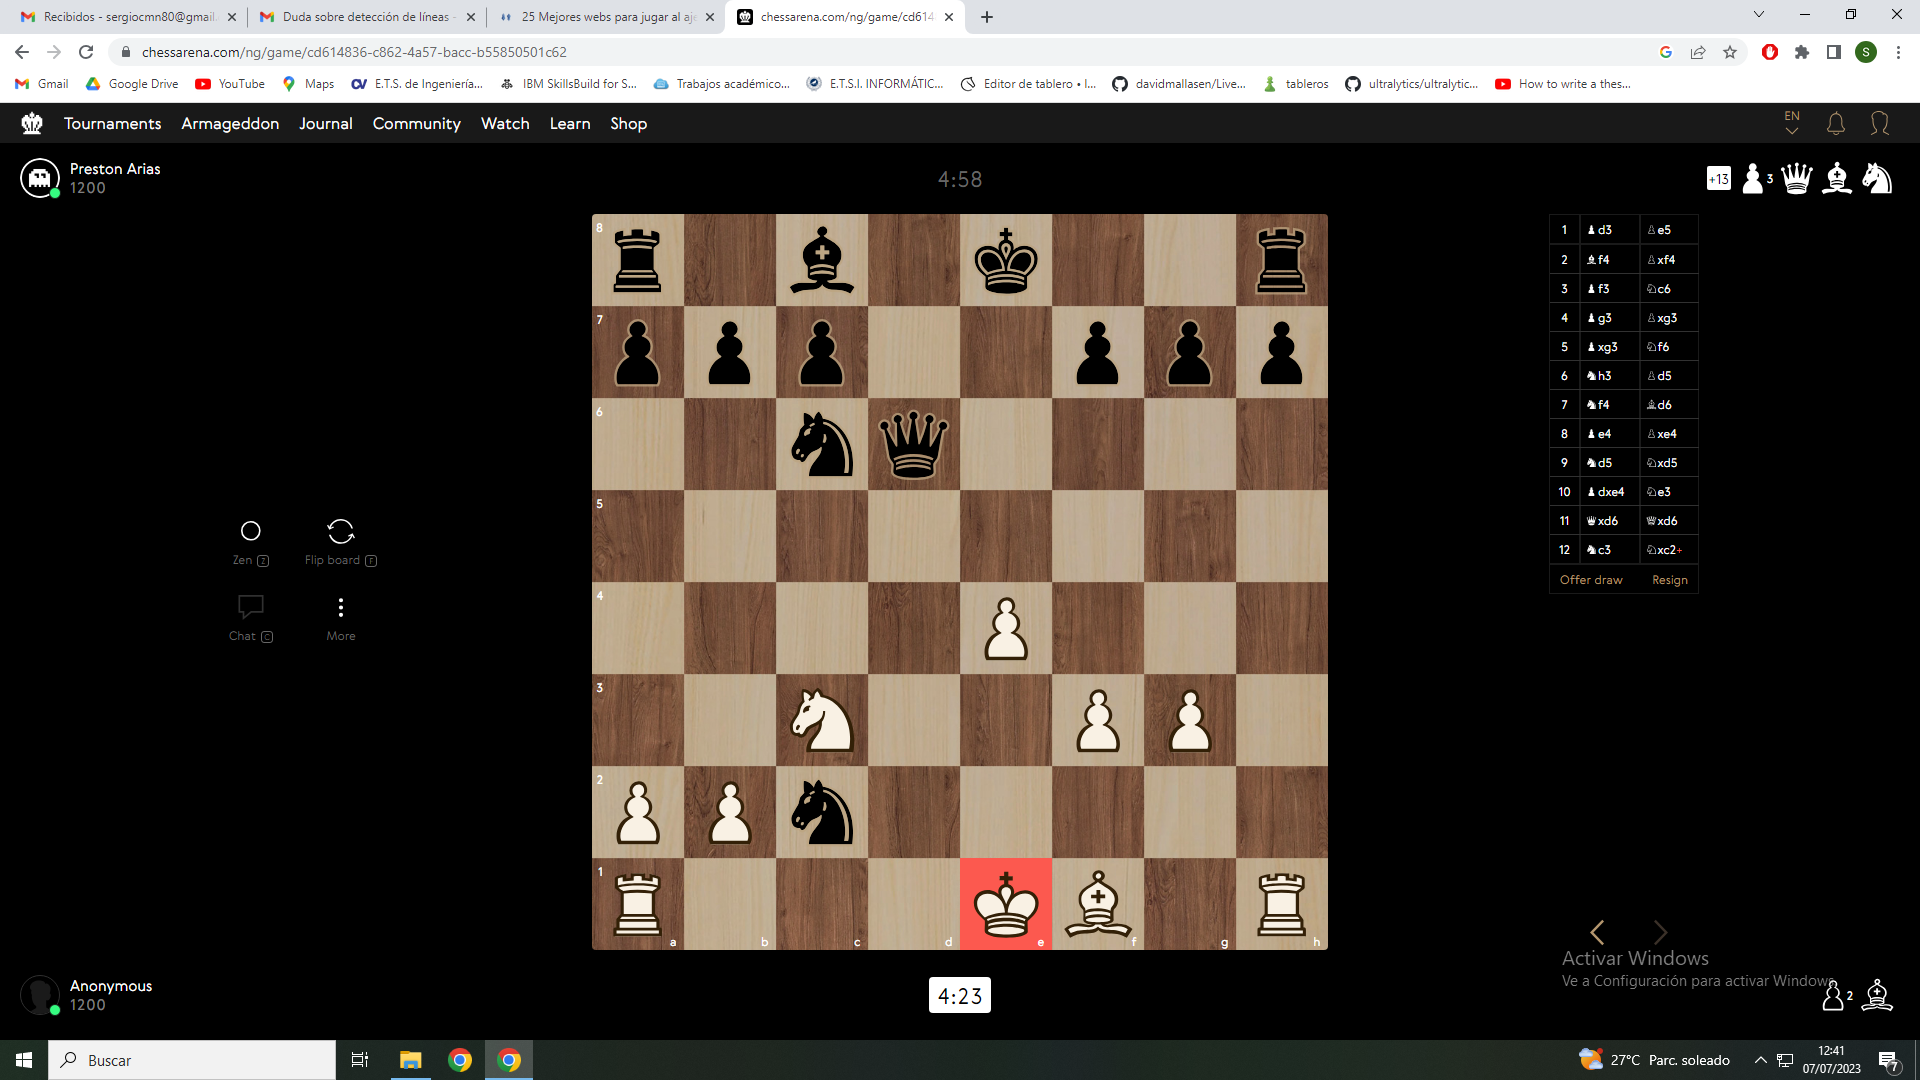 Recibidos - sergiocmn80@gmail.
Duda sobre detección de líneas -
25 Mejores webs para jugar al aje
chessarena.com/ng/game/cd614
chessarena.com/ng/game/cd614836-c862-4a57-bacc-b55850501c62
S
Gmail
Google Drive
YouTube
Maps
E.T.S. de Ingeniería...
IBM SkillsBuild for S...
Trabajos académico...
E.T.S.I. INFORMÁTIC...
Editor de tablero • l...
davidmallasen/Live...
tableros
ultralytics/ultralytic...
How to write a thes...
Tournaments
Armageddon
Journal
Community
Watch
Learn
Shop
EN
Preston Arias
1200
4:58
+13
3
8
7
6
5
4
3
2
1
a
b
c
d
e
f
g
h
1 d3 e5
2 f4 xf4
3 f3 c6
4 g3 xg3
5 xg3 f6
6 h3 d5
7 f4 d6
8 e4 xe4
9 d5 xd5
10 dxe4 e3
11 xd6 xd6
12 c3 xc2+
Offer draw Resign
Zen Z
Flip board F
Chat C
More
Activar Windows
Ve a Configuración para activar Windows.
Anonymous
1200
4:23
2
Buscar
27°C Parc. soleado
12:41
07/07/2023
7